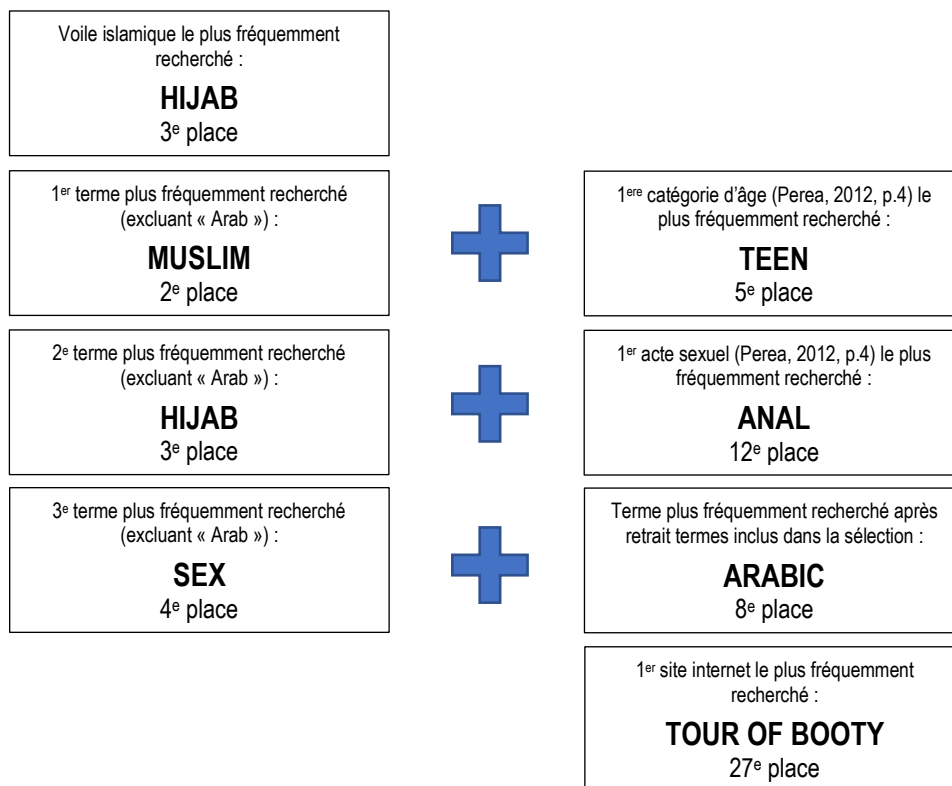 Voile islamique le plus fréquemment
recherché :
HIJAB
3e place
1er terme plus fréquemment recherché
(excluant « Arab ») :
MUSLIM
2e place
1ere catégorie d’âge (Perea, 2012, p.4) le
plus fréquemment recherché :
TEEN
5e place
2e terme plus fréquemment recherché
(excluant « Arab ») :
HIJAB
3e place
1er acte sexuel (Perea, 2012, p.4) le plus
fréquemment recherché :
ANAL
12e place
3e terme plus fréquemment recherché
(excluant « Arab ») :
SEX
4e place
Terme plus fréquemment recherché après
retrait termes inclus dans la sélection :
ARABIC
8e place
1er site internet le plus fréquemment
recherché :
TOUR OF BOOTY
27e place